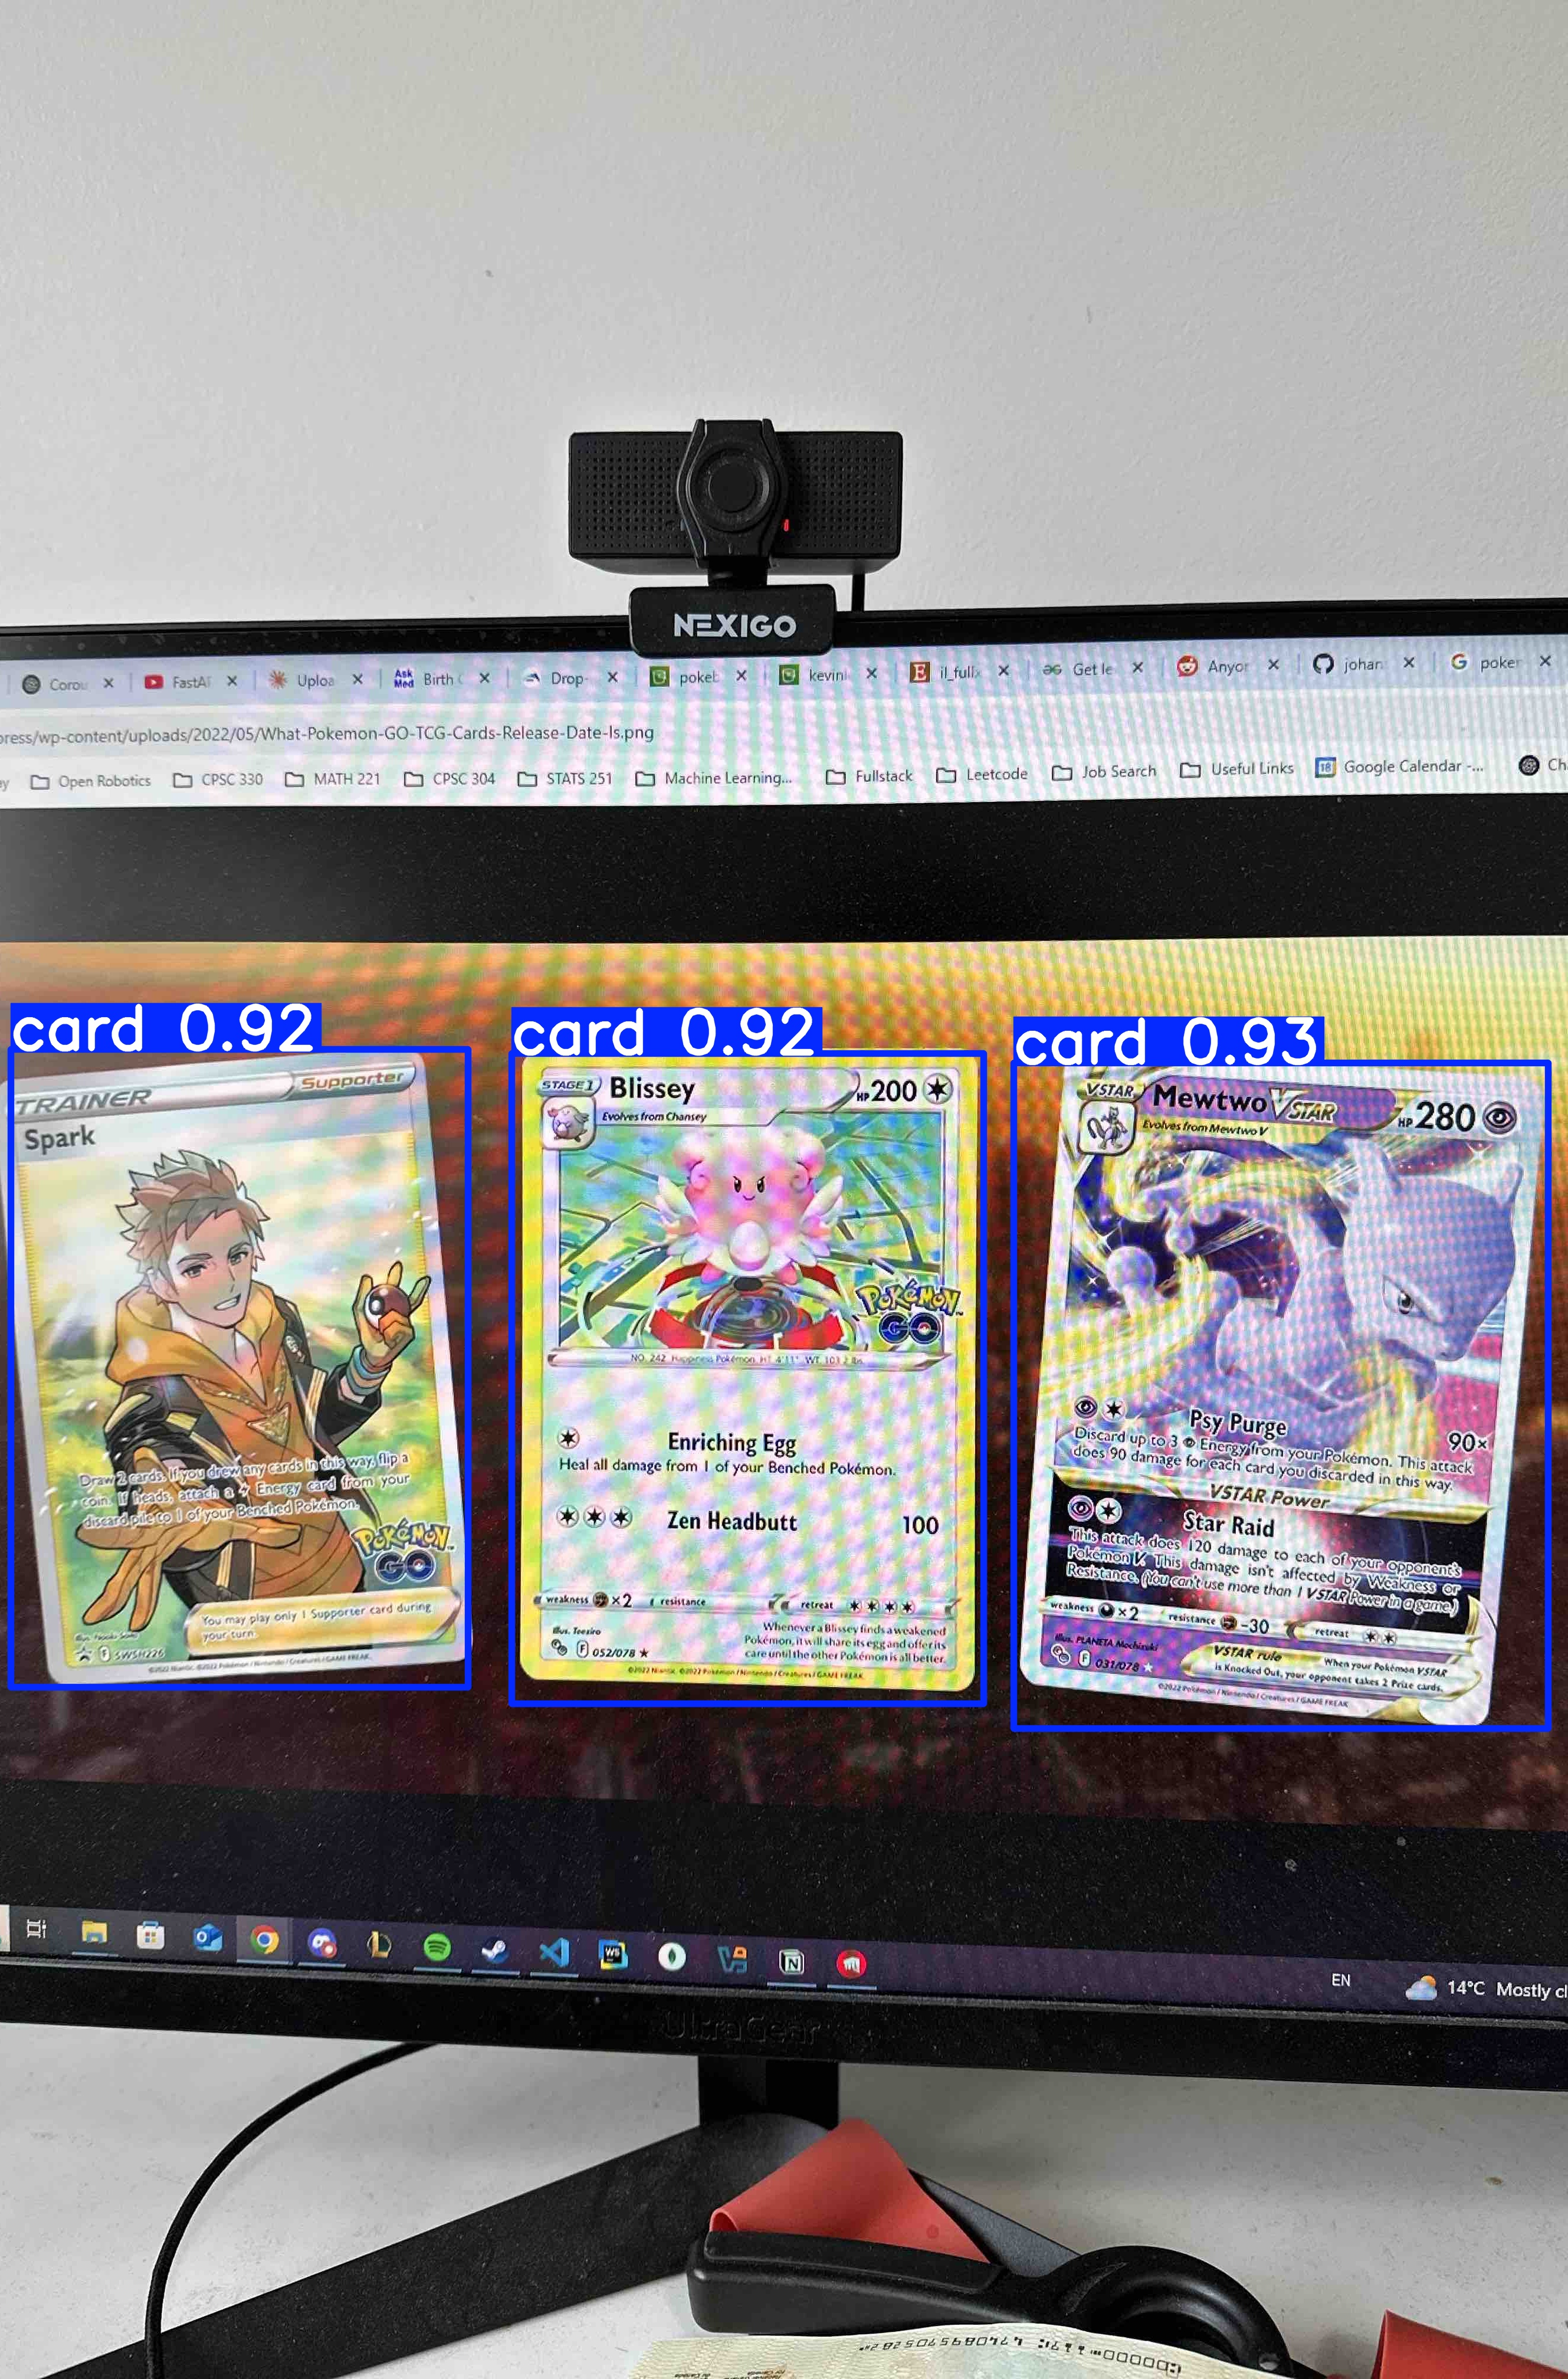 NEXIGO
Corou
FastAF
Uploa
Ask Med
Birth C
Drop-
pokeb
kevinl
il_full
Get le
Anyor
johan
poker
press/wp-content/uploads/2022/05/What-Pokemon-GO-TCG-Cards-Release-Date-Is.png
Open Robotics
CPSC 330
MATH 221
CPSC 304
STATS 251
Machine Learning...
Fullstack
Leetcode
Job Search
Useful Links
18
Google Calendar -...
Ch
card 0.92
TRAINER
Supporter
Spark
Draw 2 cards. If you drew any cards in this way, flip a
coin. If heads, attach a Energy card from your
discard pile to 1 of your Benched Pokémon.
POKÉMON
GO
You may play only 1 Supporter card during
your turn.
F SWSH226
©2022 Niantic. ©2022 Pokémon / Nintendo / Creatures / GAME FREAK.
card 0.92
STAGE 1
Blissey
HP 200
Evolves from Chansey
POKÉMON
GO
NO. 242 Happiness Pokémon HT: 4'11" WT: 103.2 lbs.
Enriching Egg
Heal all damage from 1 of your Benched Pokémon.
Zen Headbutt 100
weakness ×2 resistance retreat
Illus. Teeziro
F 052/078 ★
Whenever a Blissey finds a weakened
Pokémon, it will share its egg and offer its
care until the other Pokémon is all better.
©2022 Niantic. ©2022 Pokémon / Nintendo / Creatures / GAME FREAK.
card 0.93
VSTAR
Mewtwo VSTAR
HP 280
Evolves from Mewtwo V
Psy Purge 90×
Discard up to 3 Energy from your Pokémon. This attack
does 90 damage for each card you discarded in this way.
VSTAR Power
Star Raid
This attack does 120 damage to each of your opponent's
Pokémon V. This damage isn't affected by Weakness or
Resistance. (You can't use more than 1 VSTAR Power in a game.)
weakness ×2 resistance -30 retreat
Illus. PLANETA Mochizuki
F 031/078 ★
VSTAR rule
When your Pokémon VSTAR
is Knocked Out, your opponent takes 2 Prize cards.
©2022 Pokémon / Nintendo / Creatures / GAME FREAK
WS
N
EN
14°C Mostly cl
UltraGear